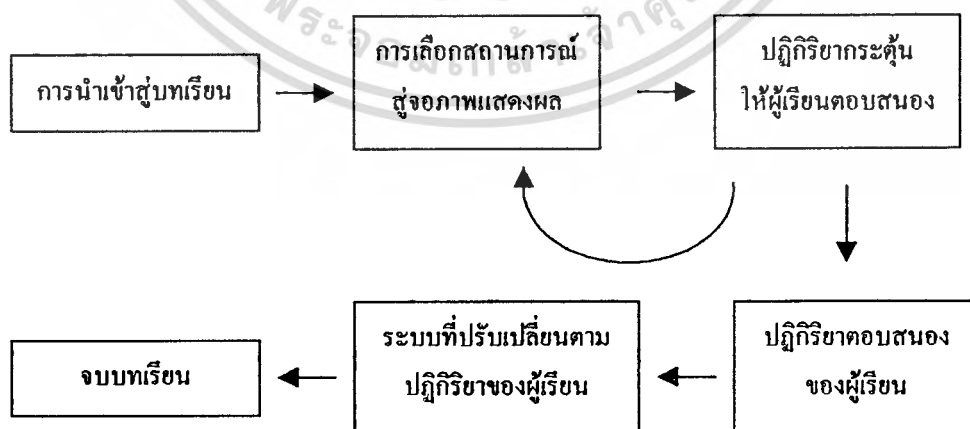 การนำเข้าสู่บทเรียน
การเลือกสถานการณ์
สู่จอภาพแสดงผล
ปฏิกิริยากระตุ้น
ให้ผู้เรียนตอบสนอง
ปฏิกิริยาตอบสนอง
ของผู้เรียน
ระบบที่ปรับเปลี่ยนตาม
ปฏิกิริยาของผู้เรียน
จบบทเรียน